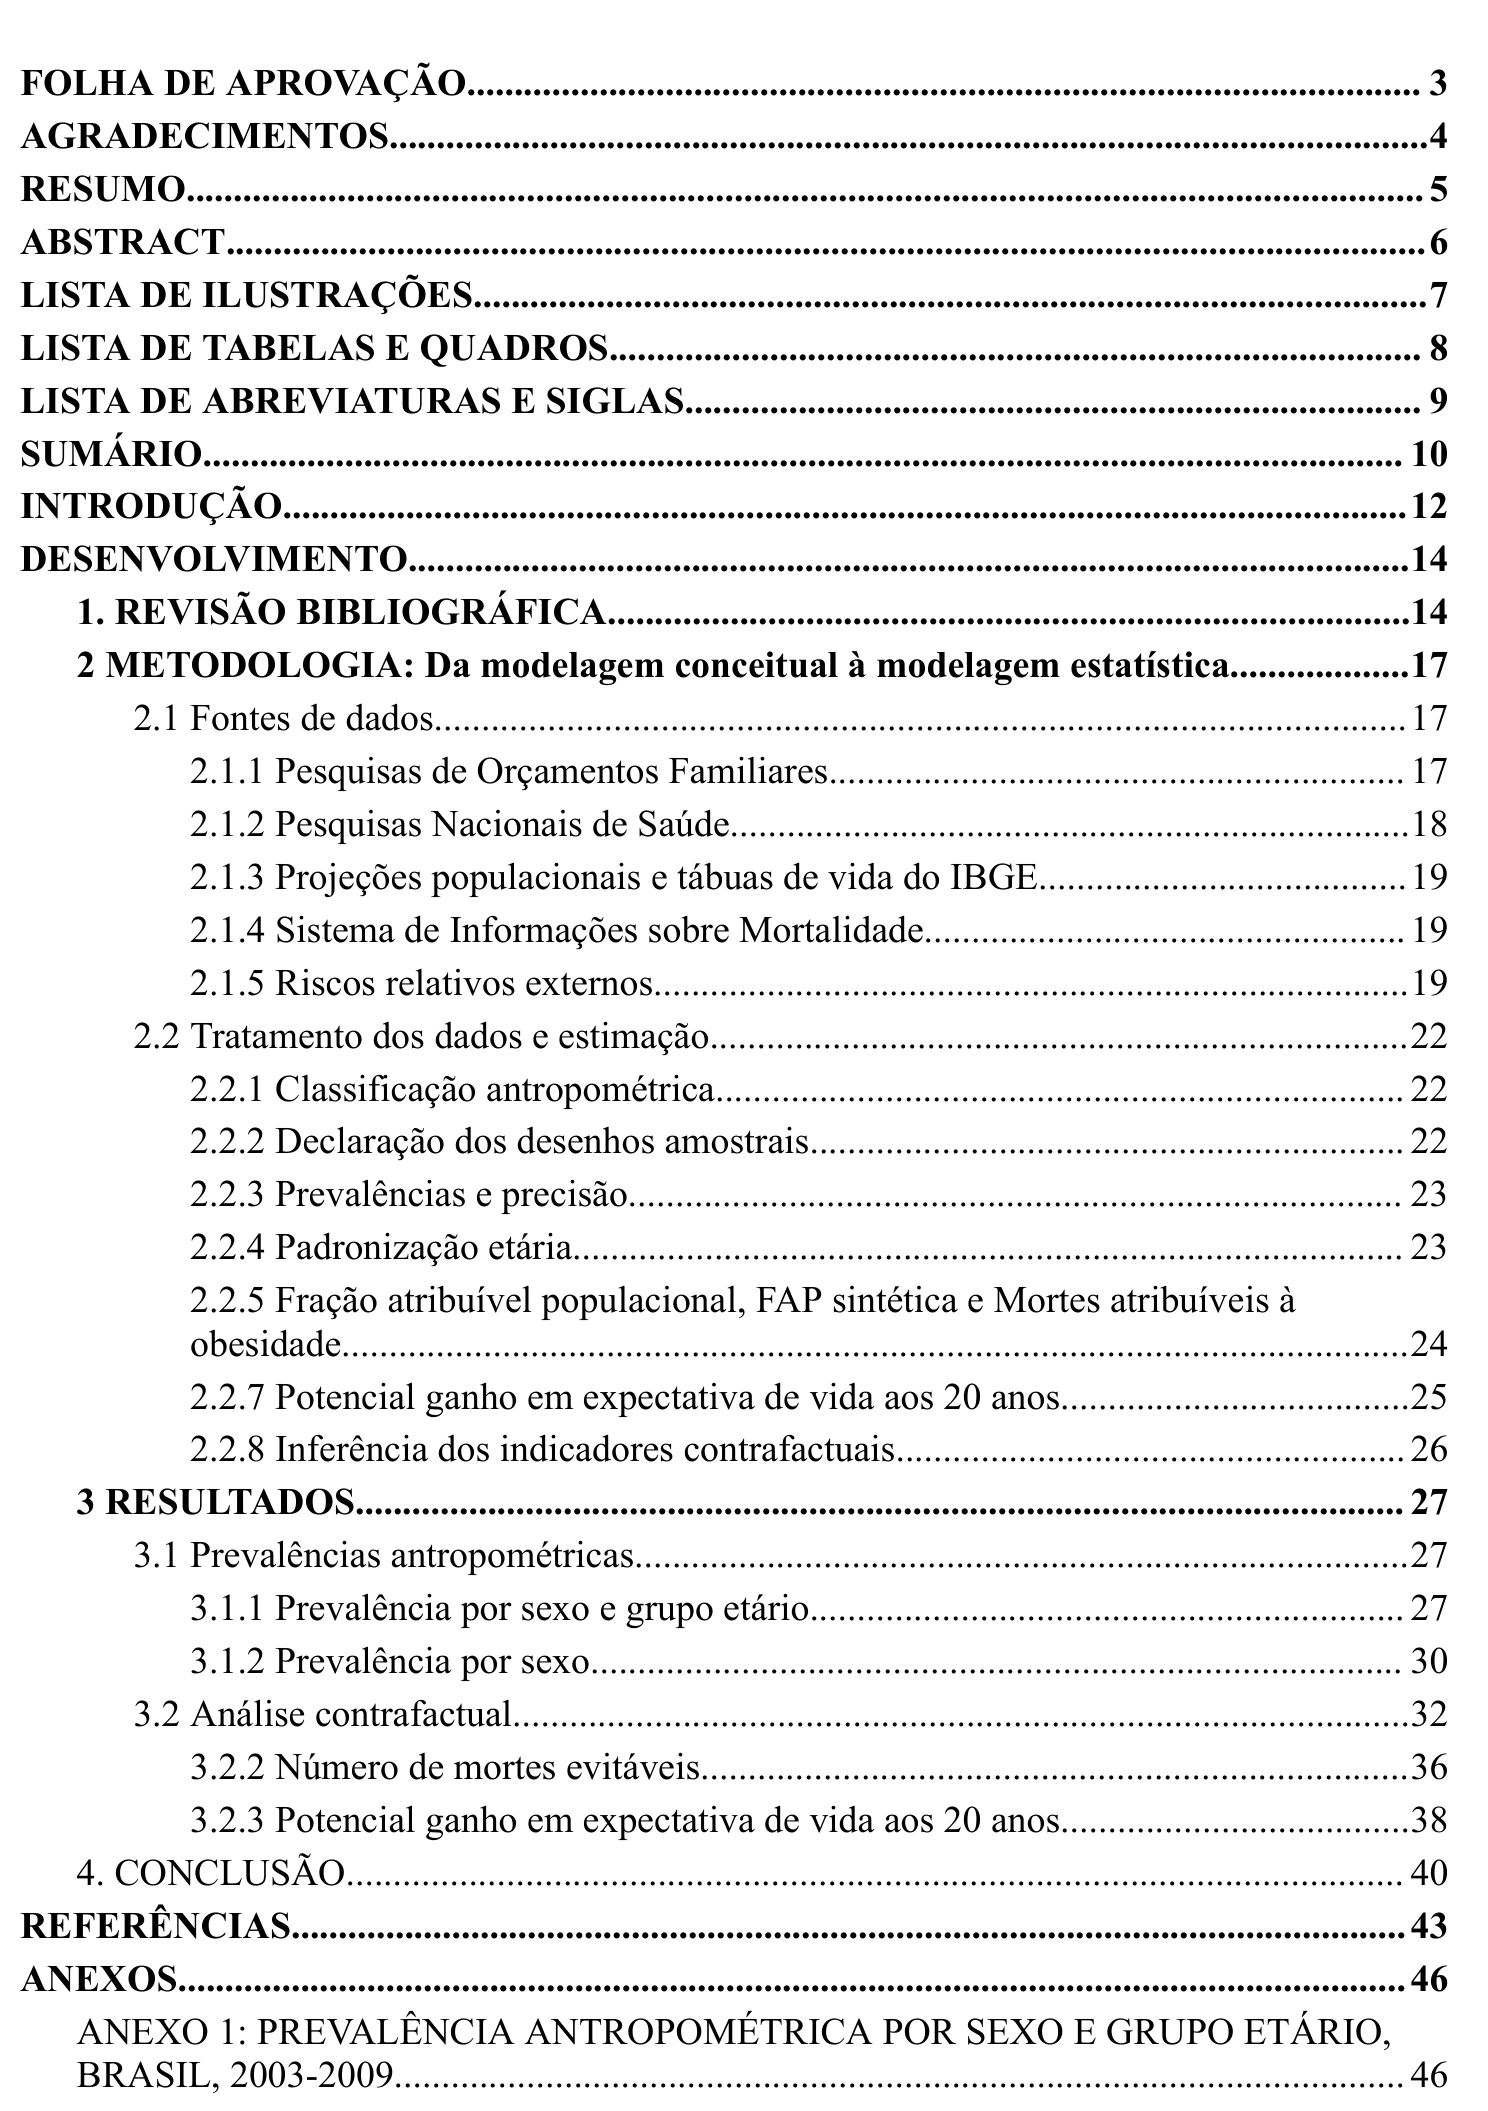 FOLHA DE APROVAÇÃO.......... 3
AGRADECIMENTOS..........4
RESUMO.......... 5
ABSTRACT..........6
LISTA DE ILUSTRAÇÕES..........7
LISTA DE TABELAS E QUADROS.......... 8
LISTA DE ABREVIATURAS E SIGLAS.......... 9
SUMÁRIO.......... 10
INTRODUÇÃO..........12
DESENVOLVIMENTO..........14
1. REVISÃO BIBLIOGRÁFICA..........14
2 METODOLOGIA: Da modelagem conceitual à modelagem estatística..........17
2.1 Fontes de dados..........17
2.1.1 Pesquisas de Orçamentos Familiares.......... 17
2.1.2 Pesquisas Nacionais de Saúde..........18
2.1.3 Projeções populacionais e tábuas de vida do IBGE.......... 19
2.1.4 Sistema de Informações sobre Mortalidade.......... 19
2.1.5 Riscos relativos externos..........19
2.2 Tratamento dos dados e estimação..........22
2.2.1 Classificação antropométrica.......... 22
2.2.2 Declaração dos desenhos amostrais.......... 22
2.2.3 Prevalências e precisão.......... 23
2.2.4 Padronização etária.......... 23
2.2.5 Fração atribuível populacional, FAP sintética e Mortes atribuíveis à
obesidade..........24
2.2.7 Potencial ganho em expectativa de vida aos 20 anos..........25
2.2.8 Inferência dos indicadores contrafactuais.......... 26
3 RESULTADOS.......... 27
3.1 Prevalências antropométricas..........27
3.1.1 Prevalência por sexo e grupo etário.......... 27
3.1.2 Prevalência por sexo.......... 30
3.2 Análise contrafactual..........32
3.2.2 Número de mortes evitáveis..........36
3.2.3 Potencial ganho em expectativa de vida aos 20 anos..........38
4. CONCLUSÃO.......... 40
REFERÊNCIAS..........43
ANEXOS..........46
ANEXO 1: PREVALÊNCIA ANTROPOMÉTRICA POR SEXO E GRUPO ETÁRIO,
BRASIL, 2003-2009.......... 46